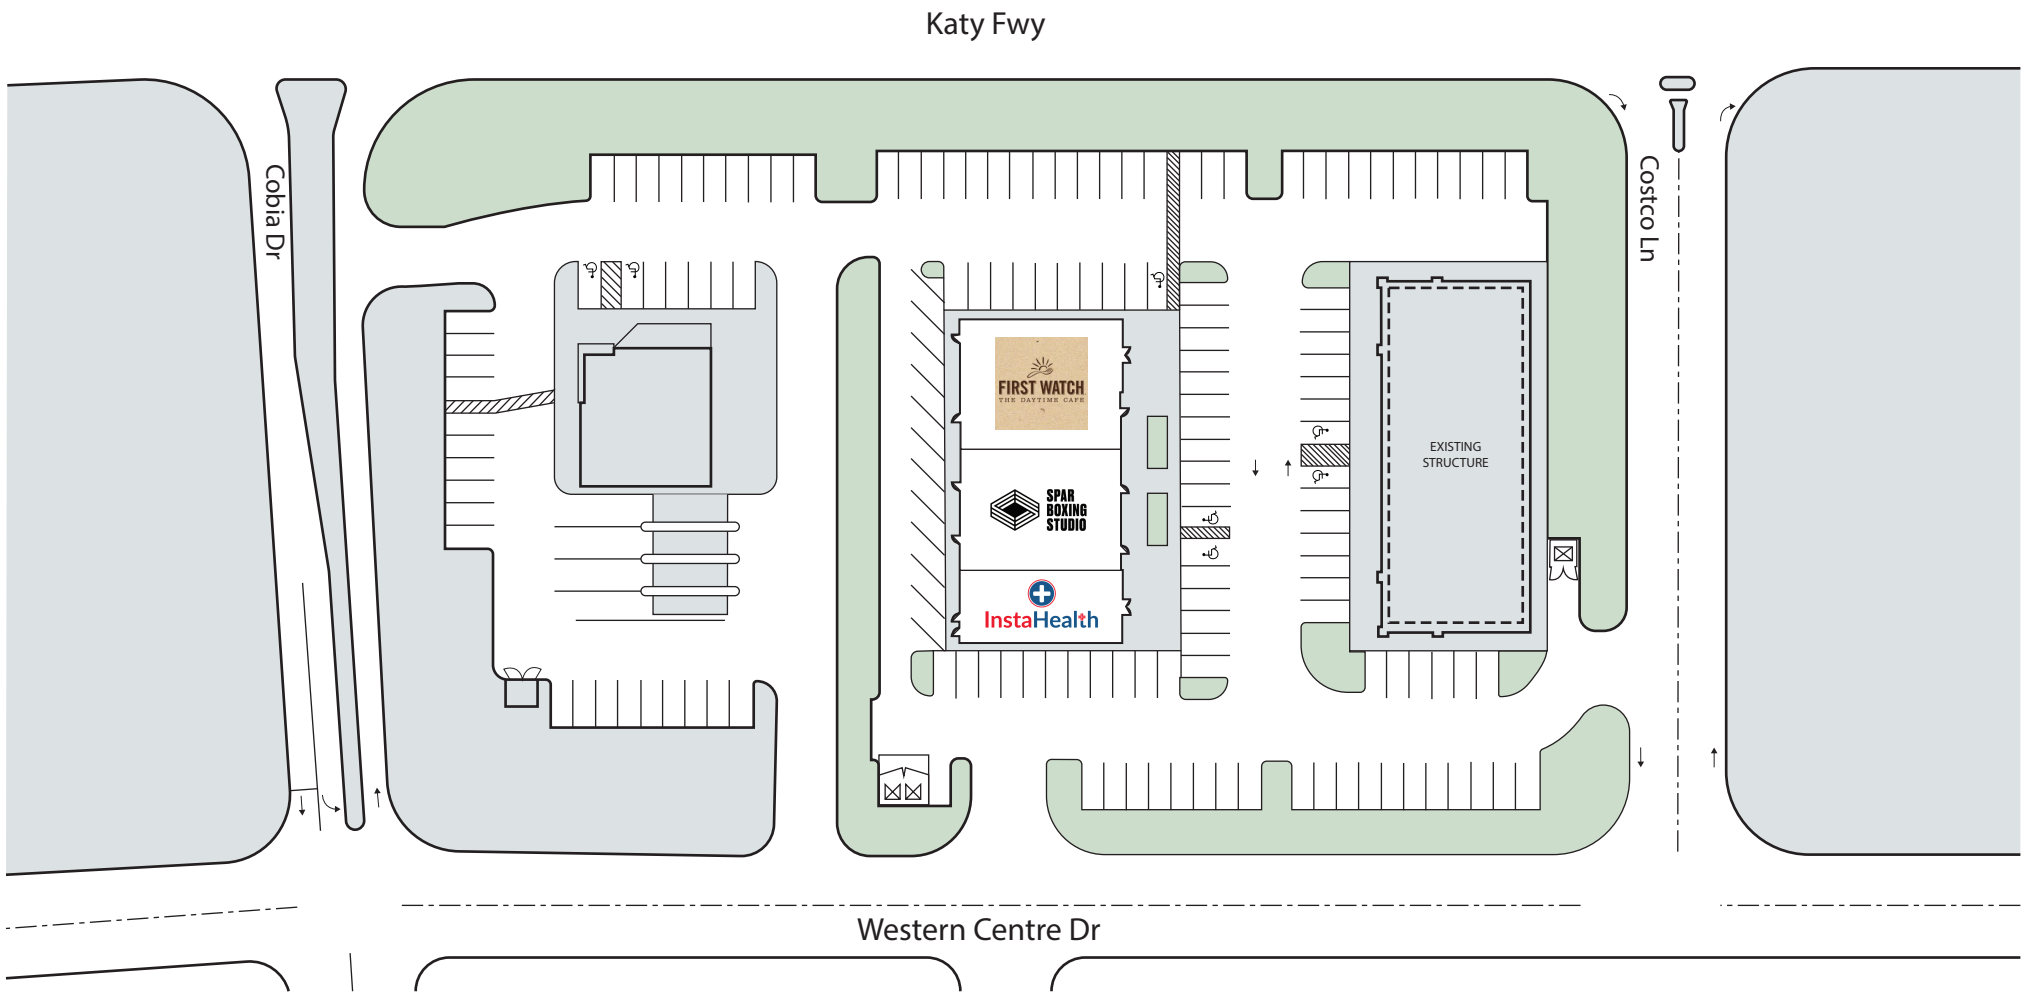 Katy Fwy
Cobia Dr
Costco Ln
FIRST WATCH
THE DAYTIME CAFE
EXISTING
STRUCTURE
SPAR
BOXING
STUDIO
InstaHealth
Western Centre Dr